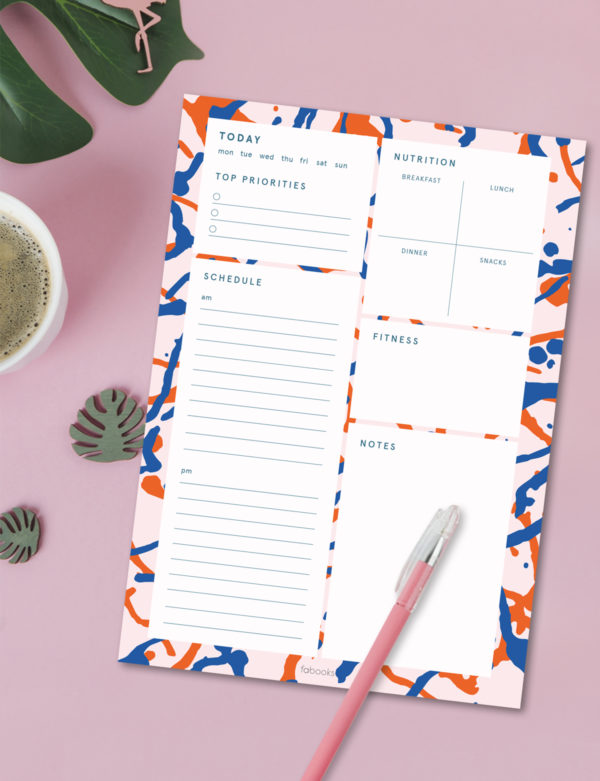 TODAY
mon tue wed thu fri sat sun
TOP PRIORITIES
SCHEDULE
am
pm
NUTRITION
BREAKFAST
LUNCH
DINNER
SNACKS
FITNESS
NOTES
fabooks